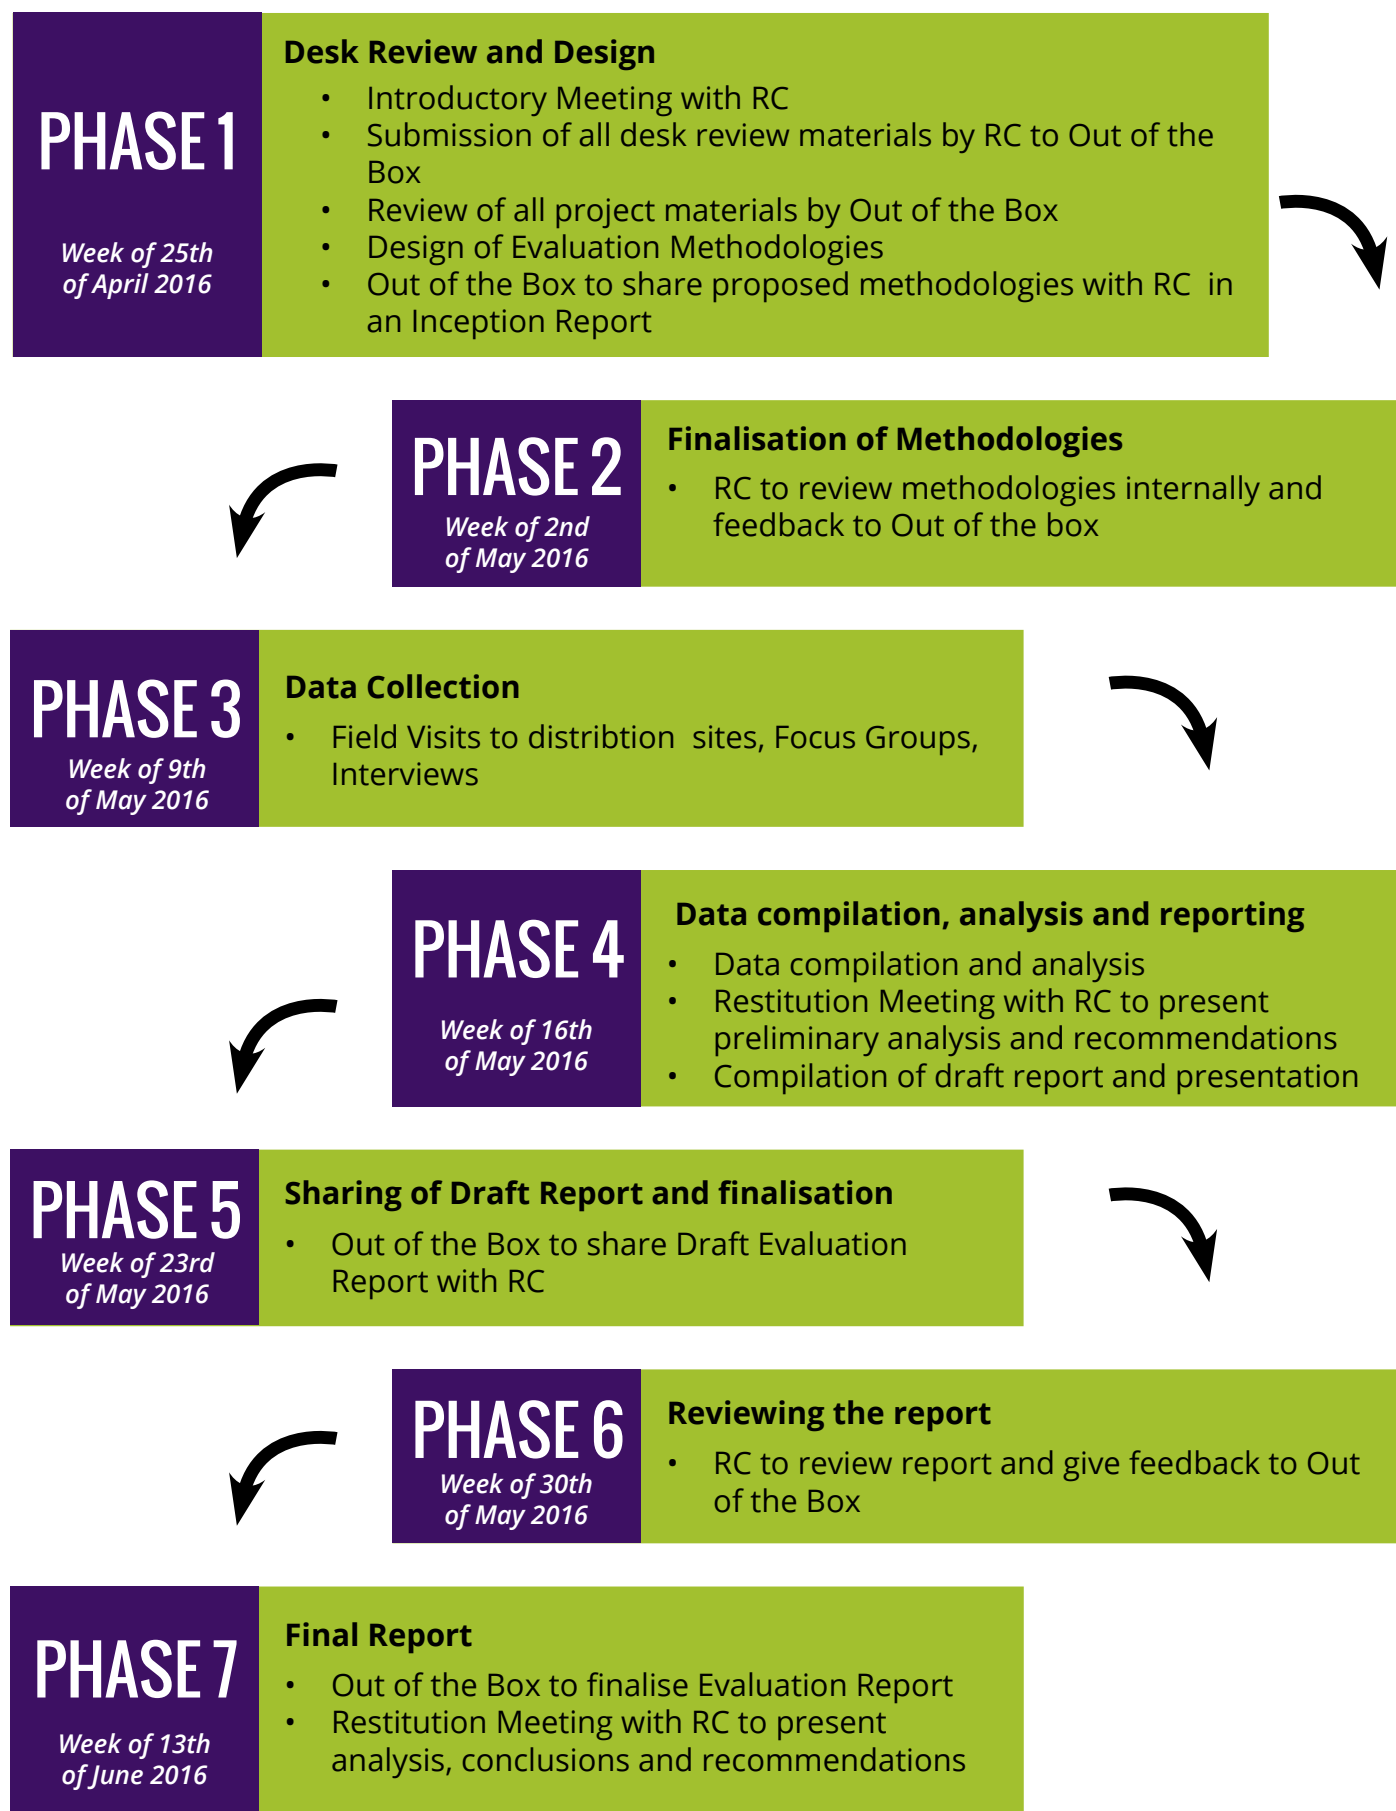 PHASE 1
Week of 25th
of April 2016
Desk Review and Design
• Introductory Meeting with RC
• Submission of all desk review materials by RC to Out of the
Box
• Review of all project materials by Out of the Box
• Design of Evaluation Methodologies
• Out of the Box to share proposed methodologies with RC in
an Inception Report
PHASE 2
Week of 2nd
of May 2016
Finalisation of Methodologies
• RC to review methodologies internally and
feedback to Out of the box
PHASE 3
Week of 9th
of May 2016
Data Collection
• Field Visits to distribtion sites, Focus Groups,
Interviews
PHASE 4
Week of 16th
of May 2016
Data compilation, analysis and reporting
• Data compilation and analysis
• Restitution Meeting with RC to present
preliminary analysis and recommendations
• Compilation of draft report and presentation
PHASE 5
Week of 23rd
of May 2016
Sharing of Draft Report and finalisation
• Out of the Box to share Draft Evaluation
Report with RC
PHASE 6
Week of 30th
of May 2016
Reviewing the report
• RC to review report and give feedback to Out
of the Box
PHASE 7
Week of 13th
of June 2016
Final Report
• Out of the Box to finalise Evaluation Report
• Restitution Meeting with RC to present
analysis, conclusions and recommendations